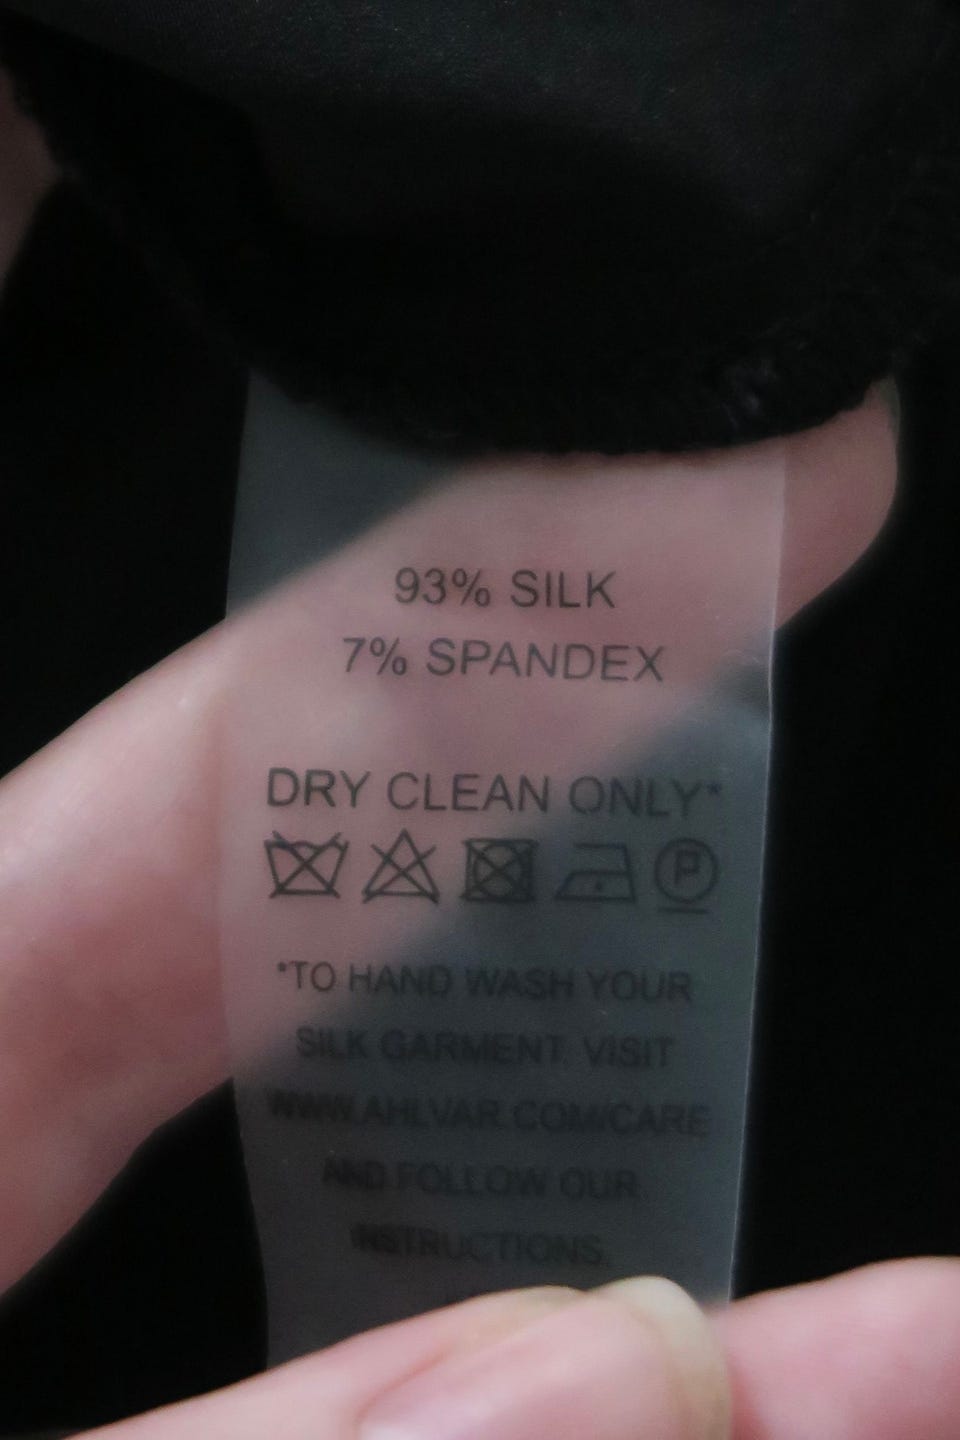 93% SILK
7% SPANDEX
DRY CLEAN ONLY*
P
*TO HAND WASH YOUR
SILK GARMENT VISIT
WWW.AHLVAR.COM/CARE
AND FOLLOW OUR
INSTRUCTIONS.